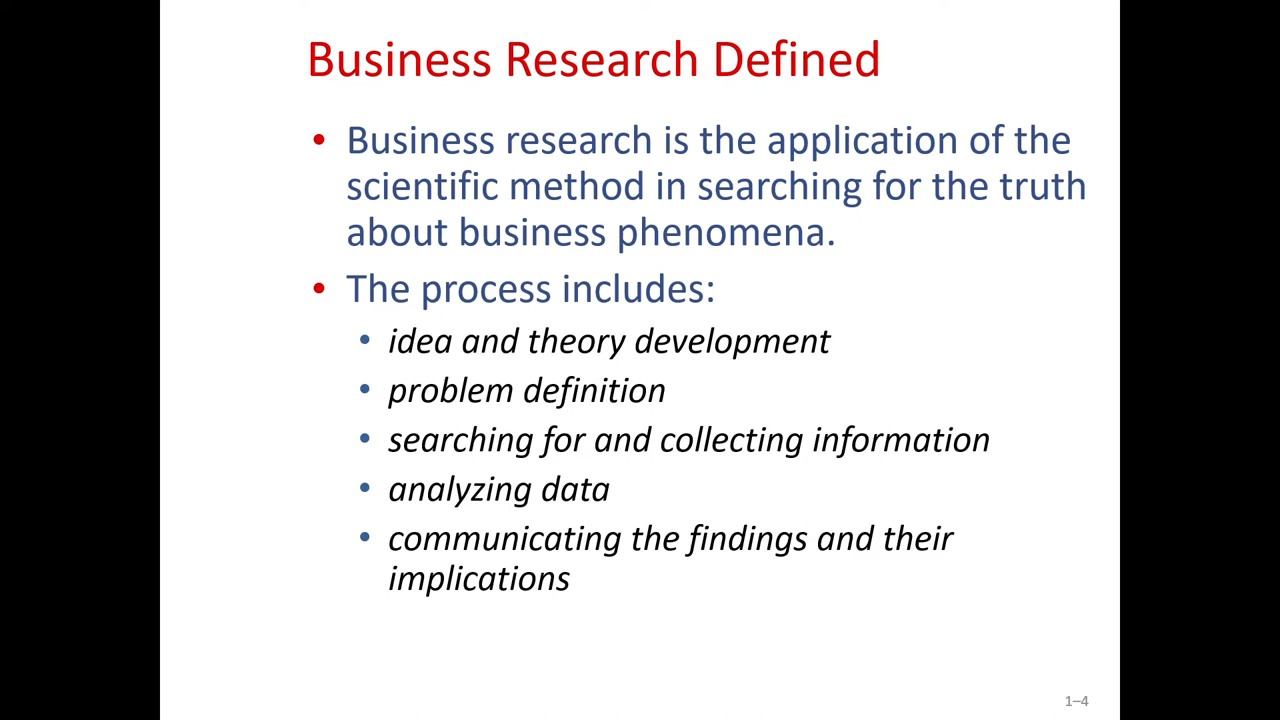 Business Research Defined
• Business research is the application of the
scientific method in searching for the truth
about business phenomena.
• The process includes:
• idea and theory development
• problem definition
• searching for and collecting information
• analyzing data
• communicating the findings and their
implications
1–4